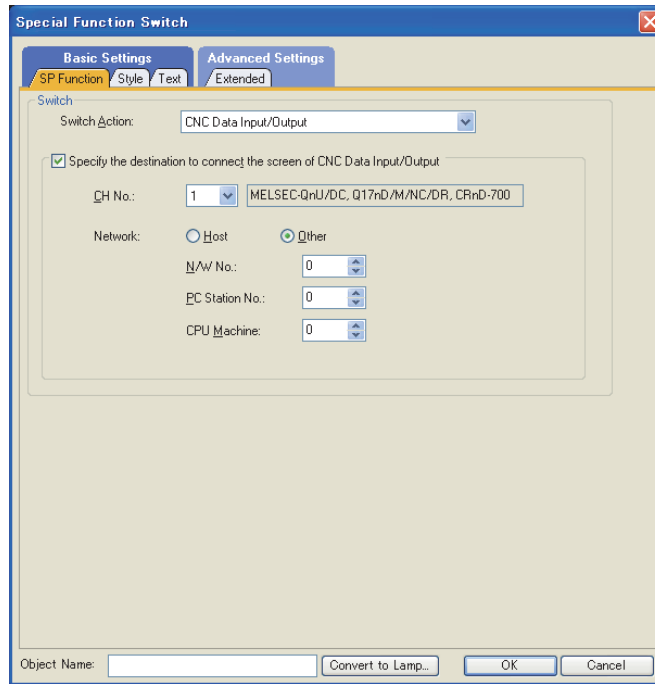 Special Function Switch
Basic Settings
Advanced Settings
SP Function
Style
Text
Extended
Switch
Switch Action:
CNC Data Input/Output
Specify the destination to connect the screen of CNC Data Input/Output
CH No.:
1
MELSEC-QnU/DC, Q17nD/M/NC/DR, CRnD-700
Network:
Host
Other
N/W No.:
0
PC Station No.:
0
CPU Machine:
0
Object Name:
Convert to Lamp...
OK
Cancel